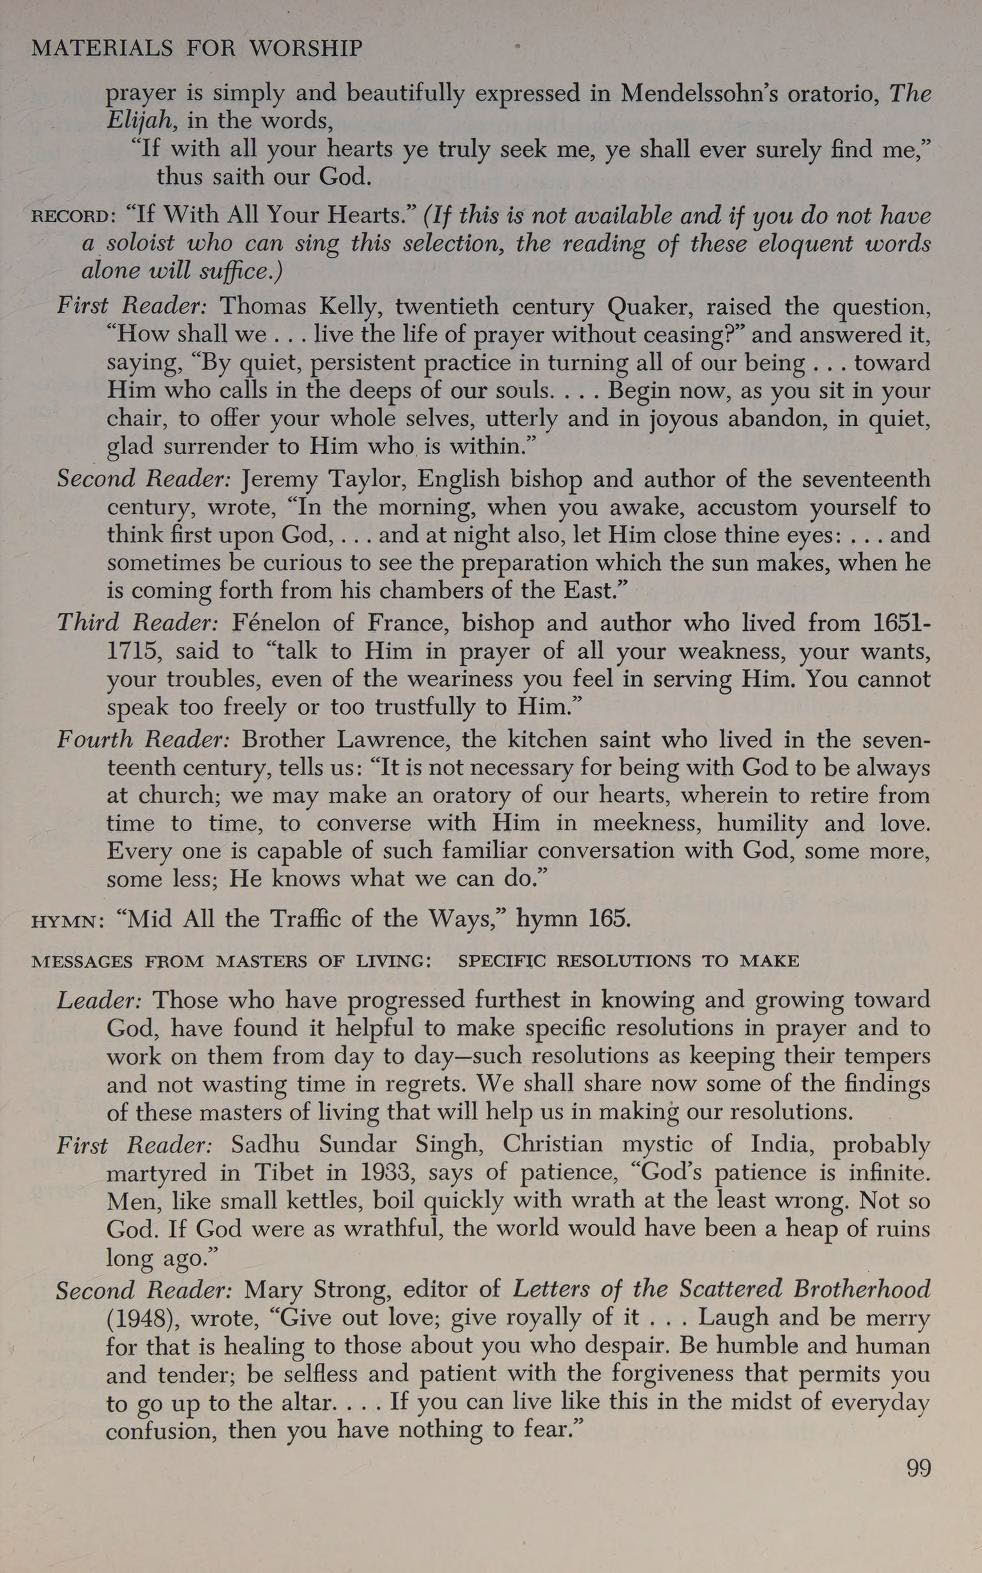 MATERIALS FOR WORSHIP
prayer is simply and beautifully expressed in Mendelssohn's oratorio, The
Elijah, in the words,
“If with all your hearts ye truly seek me, ye shall ever surely find me,”
thus saith our God.
RECORD: “If With All Your Hearts.” (If this is not available and if you do not have
a soloist who can sing this selection, the reading of these eloquent words
alone will suffice.)
First Reader: Thomas Kelly, twentieth century Quaker, raised the question,
“How shall we . . . live the life of prayer without ceasing?” and answered it,
saying, “By quiet, persistent practice in turning all of our being . . . toward
Him who calls in the deeps of our souls. . . . Begin now, as you sit in your
chair, to offer your whole selves, utterly and in joyous abandon, in quiet,
glad surrender to Him who is within.”
Second Reader: Jeremy Taylor, English bishop and author of the seventeenth
century, wrote, “In the morning, when you awake, accustom yourself to
think first upon God, . . . and at night also, let Him close thine eyes: . . . and
sometimes be curious to see the preparation which the sun makes, when he
is coming forth from his chambers of the East.”
Third Reader: Fénelon of France, bishop and author who lived from 1651-
1715, said to “talk to Him in prayer of all your weakness, your wants,
your troubles, even of the weariness you feel in serving Him. You cannot
speak too freely or too trustfully to Him.”
Fourth Reader: Brother Lawrence, the kitchen saint who lived in the seven-
teenth century, tells us: “It is not necessary for being with God to be always
at church; we may make an oratory of our hearts, wherein to retire from
time to time, to converse with Him in meekness, humility and love.
Every one is capable of such familiar conversation with God, some more,
some less; He knows what we can do.”
HYMN: “Mid All the Traffic of the Ways,” hymn 165.
MESSAGES FROM MASTERS OF LIVING: SPECIFIC RESOLUTIONS TO MAKE
Leader: Those who have progressed furthest in knowing and growing toward
God, have found it helpful to make specific resolutions in prayer and to
work on them from day to day—such resolutions as keeping their tempers
and not wasting time in regrets. We shall share now some of the findings
of these masters of living that will help us in making our resolutions.
First Reader: Sadhu Sundar Singh, Christian mystic of India, probably
martyred in Tibet in 1933, says of patience, “God's patience is infinite.
Men, like small kettles, boil quickly with wrath at the least wrong. Not so
God. If God were as wrathful, the world would have been a heap of ruins
long ago.”
Second Reader: Mary Strong, editor of Letters of the Scattered Brotherhood
(1948), wrote, “Give out love; give royally of it . . . Laugh and be merry
for that is healing to those about you who despair. Be humble and human
and tender; be selfless and patient with the forgiveness that permits you
to go up to the altar. . . . If you can live like this in the midst of everyday
confusion, then you have nothing to fear.”
99